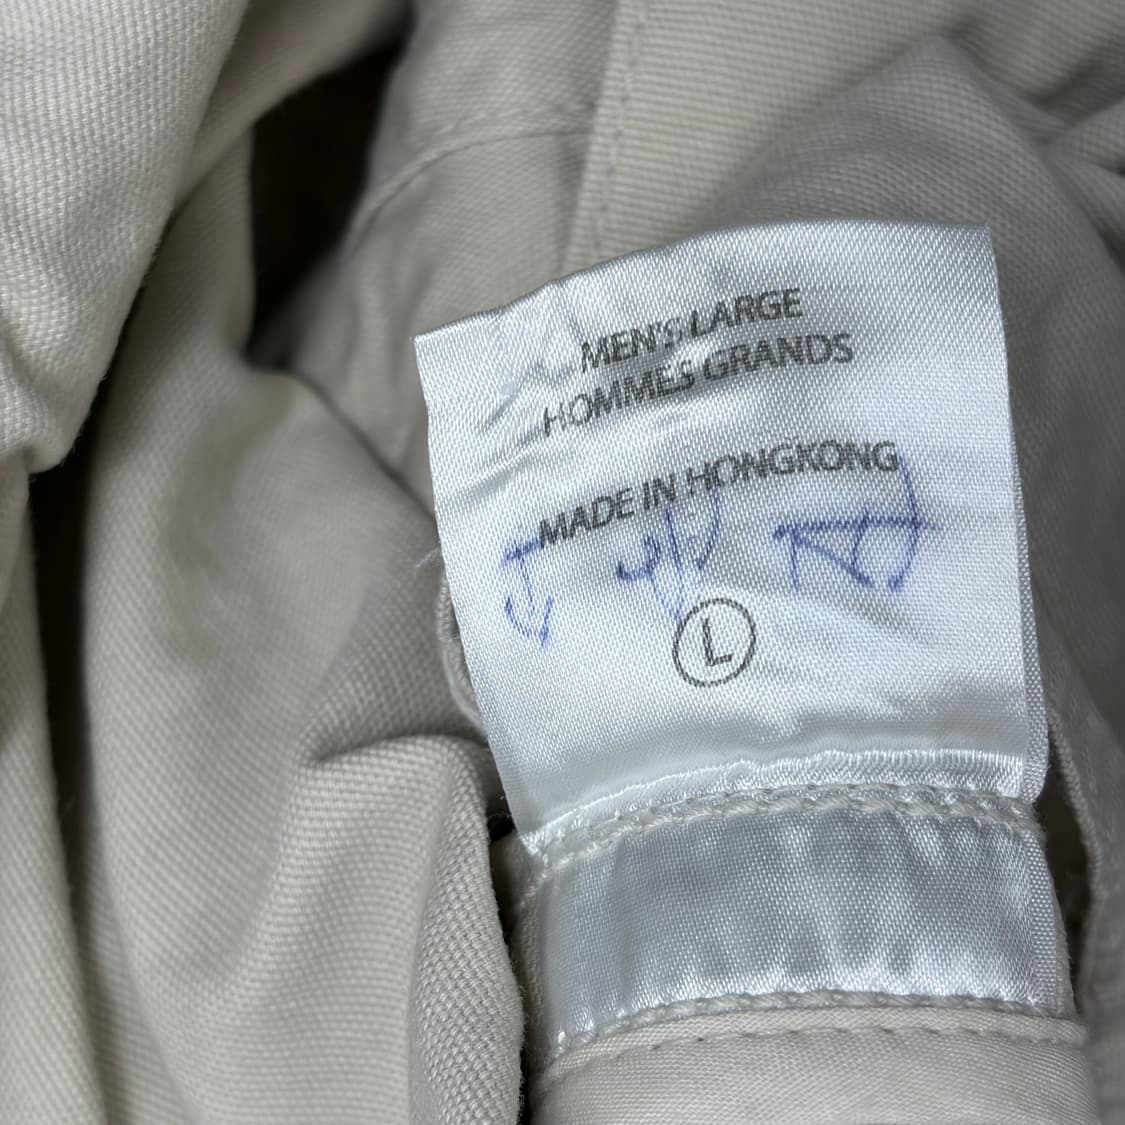 MEN'S LARGE
HOMMES GRANDS
MADE IN HONGKONG
L